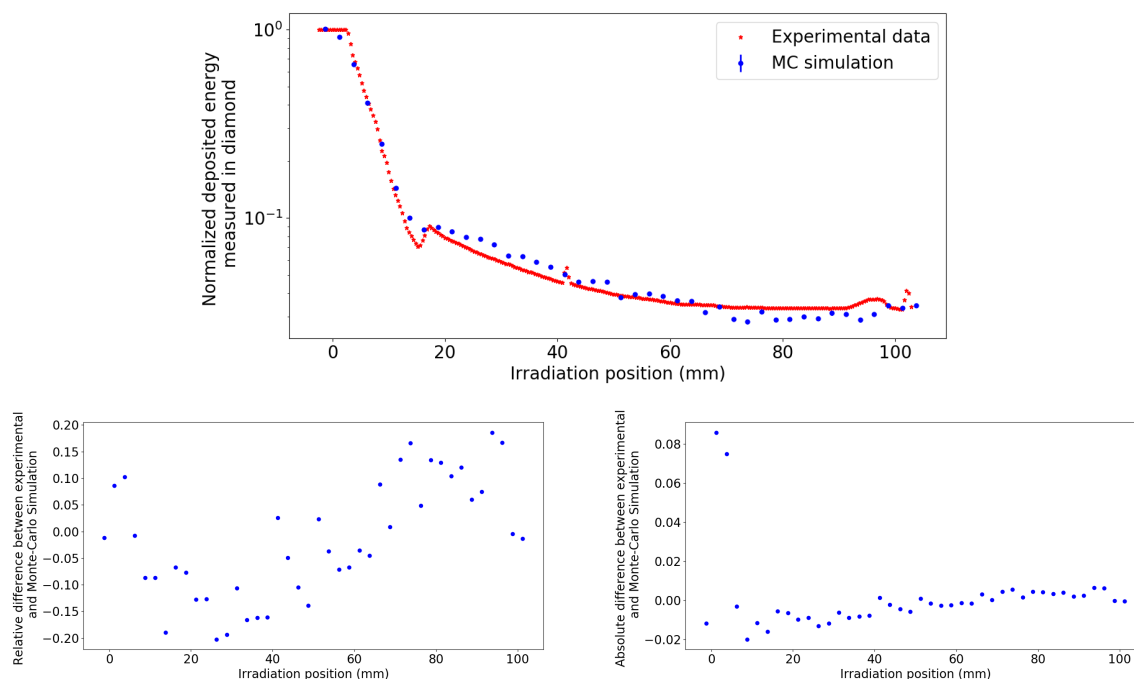 Normalized deposited energy
measured in diamond
10⁰
10⁻¹
Experimental data
MC simulation
0 20 40 60 80 100
Irradiation position (mm)
Relative difference between experimental
and Monte-Carlo Simulation
0.20
0.15
0.10
0.05
0.00
−0.05
−0.10
−0.15
−0.20
0 20 40 60 80 100
Irradiation position (mm)
Absolute difference between experimental
and Monte-Carlo Simulation
0.08
0.06
0.04
0.02
0.00
−0.02
0 20 40 60 80 100
Irradiation position (mm)